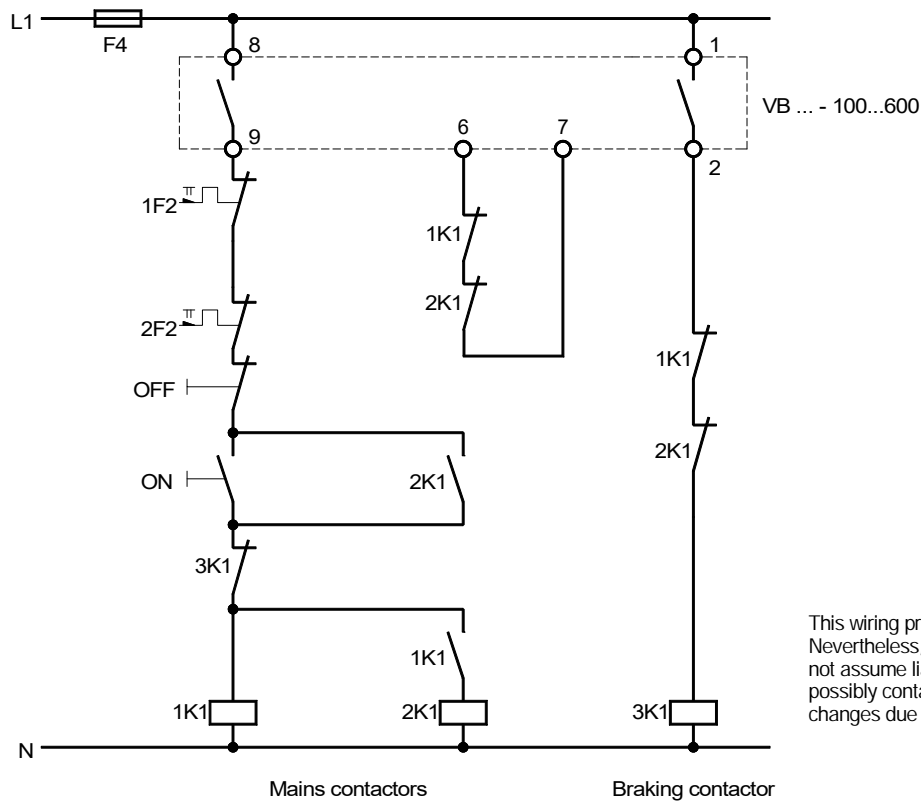 L1
F4
8
1
VB ... - 100...600
9
6
7
2
1F2
1K1
2K1
2F2
1K1
OFF
2K1
ON
2K1
3K1
1K1
This wiring pr
Nevertheless
not assume li
possibly conta
changes due
1K1
2K1
3K1
N
Mains contactors
Braking contactor